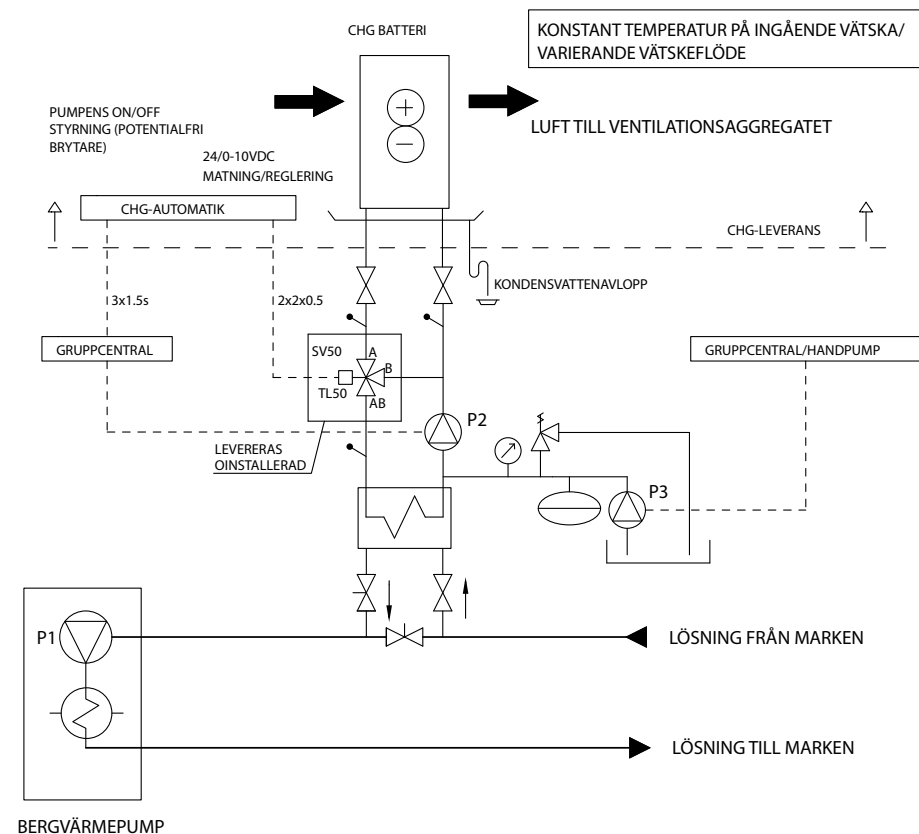 CHG BATTERI
KONSTANT TEMPERATUR PÅ INGÅENDE VÄTSKA/
VARIERANDE VÄTSKEFLÖDE
PUMPENS ON/OFF
STYRNING (POTENTIALFRI
BRYTARE)
LUFT TILL VENTILATIONSAGGREGATET
24/0-10VDC
MATNING/REGLERING
CHG-AUTOMATIK
CHG-LEVERANS
KONDENSVATTENAVLOPP
3x1.5s
2x2x0.5
GRUPPCENTRAL
SV50
A
B
TL50
AB
GRUPPCENTRAL/HANDPUMP
P2
LEVERERAS
OINSTALLERAD
P3
P1
LÖSNING FRÅN MARKEN
LÖSNING TILL MARKEN
BERGVÄRMEPUMP